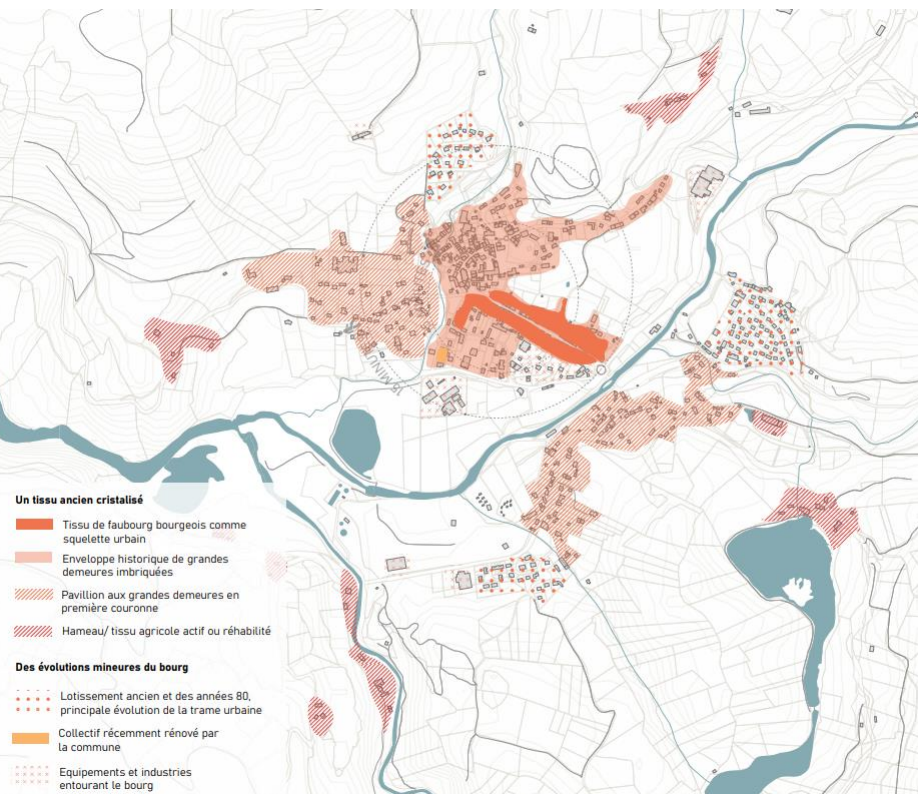 15 MINUT
Un tissu ancien cristalisé
Tissu de faubourg bourgeois comme
squelette urbain
Enveloppe historique de grandes
demeures imbriquées
Pavillion aux grandes demeures en
première couronne
Hameau/ tissu agricole actif ou réhabilité
Des évolutions mineures du bourg
Lotissement ancien et des années 80,
principale évolution de la trame urbaine
Collectif récemment rénové par
la commune
Equipements et industries
entourant le bourg